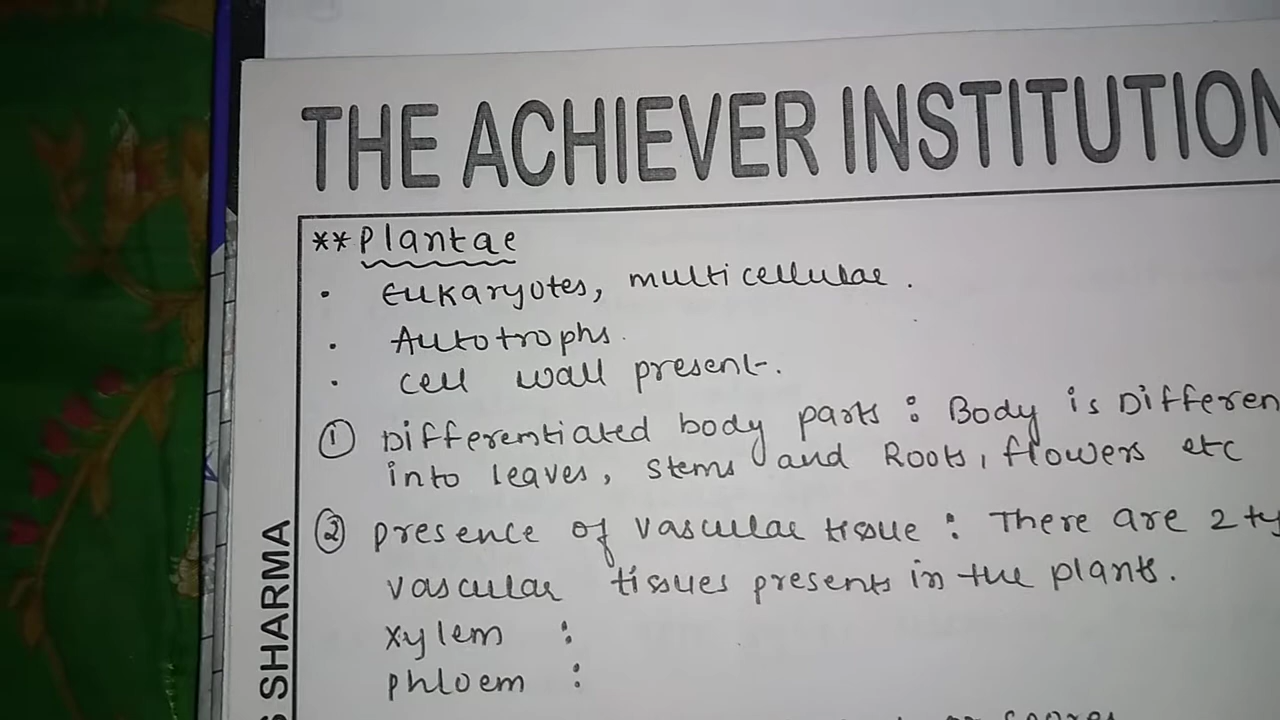 THE ACHIEVER INSTITUTION
**Plantae
• Eukaryotes, multicellular.
• Autotrophs.
• cell wall present.
① Differentiated body parts : Body is Differen
into leaves, stems and Roots, flowers etc
② presence of vascular tissue : There are 2 ty
vascular tissues presents in the plants.
xylem :
phloem :
SHARMA